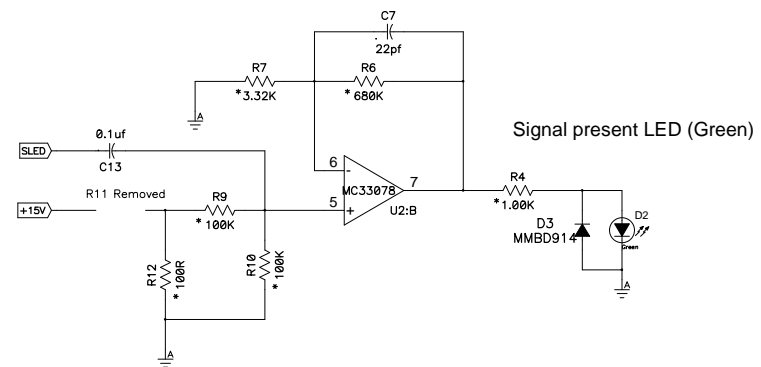 C7
22pf
R7
* 3.32K
R6
* 680K
A
Signal present LED (Green)
0.1uf
SLED
C13
6
-
MC33078
7
R4
* 1.00K
R11 Removed
R9
+15V
* 100K
5
+
U2:B
D3
MMBD914
D2
Green
R12
* 100R
R10
* 100K
A
A